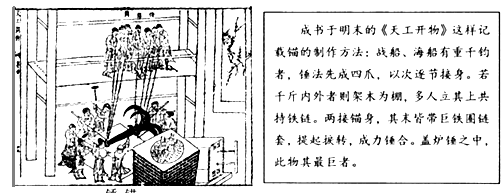 成书于明末的《天工开物》这样记
载锚的制作方法：战船、海船有重千钧
者，锤法先成四爪，以次逐节接身。若
千斤内外者则架木为棚，多人立其上共
持铁链。两接锚身，其末皆带巨铁圈链
套，提起捩转，成力锤合。盖炉锤之中，
此物其最巨者。